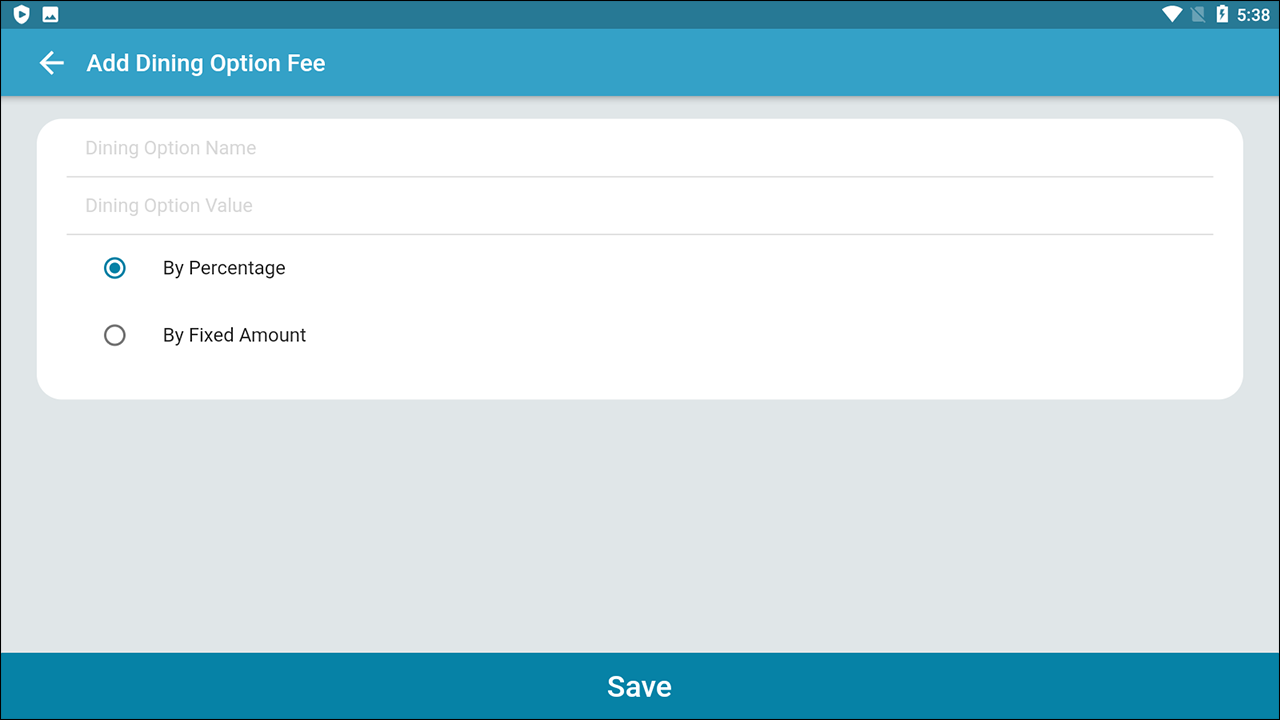 5:38
Add Dining Option Fee
Dining Option Name
Dining Option Value
By Percentage
By Fixed Amount
Save